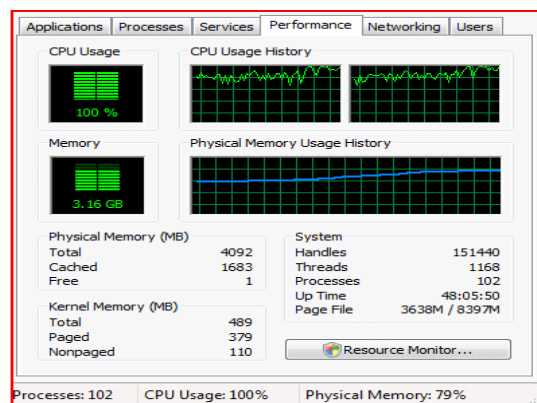 Applications Processes Services Performance Networking Users
CPU Usage CPU Usage History
100 %
Memory Physical Memory Usage History
3.16 GB
Physical Memory (MB)
Total 4092
Cached 1683
Free 1
Kernel Memory (MB)
Total 489
Paged 379
Nonpaged 110
System
Handles 151440
Threads 1168
Processes 102
Up Time 48:05:50
Page File 3638M / 8397M
Resource Monitor...
Processes: 102 CPU Usage: 100% Physical Memory: 79%